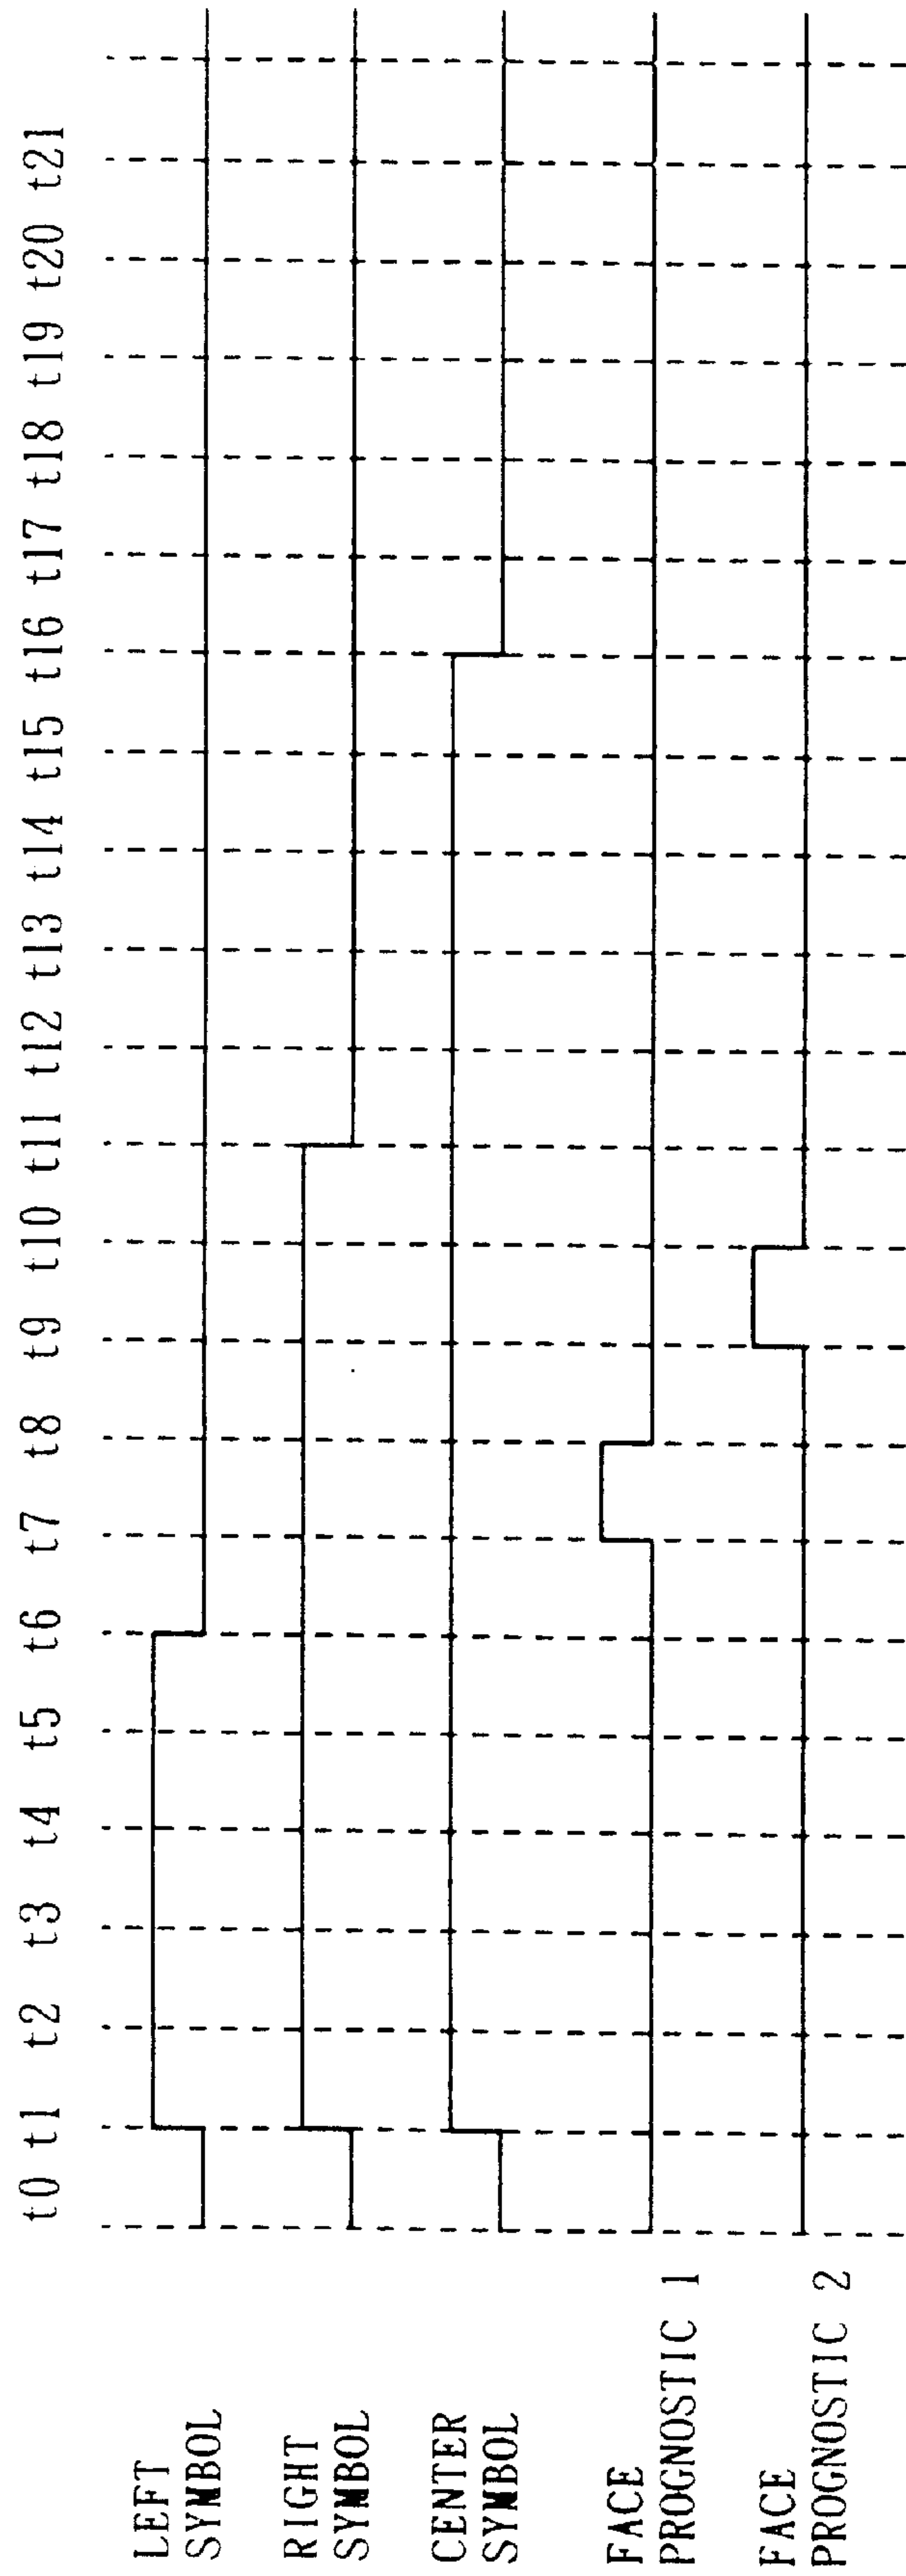 t0 t1 t2 t3 t4 t5 t6 t7 t8 t9 t10 t11 t12 t13 t14 t15 t16 t17 t18 t19 t20 t21
LEFT
SYMBOL
RIGHT
SYMBOL
CENTER
SYMBOL
FACE
PROGNOSTIC 1
FACE
PROGNOSTIC 2